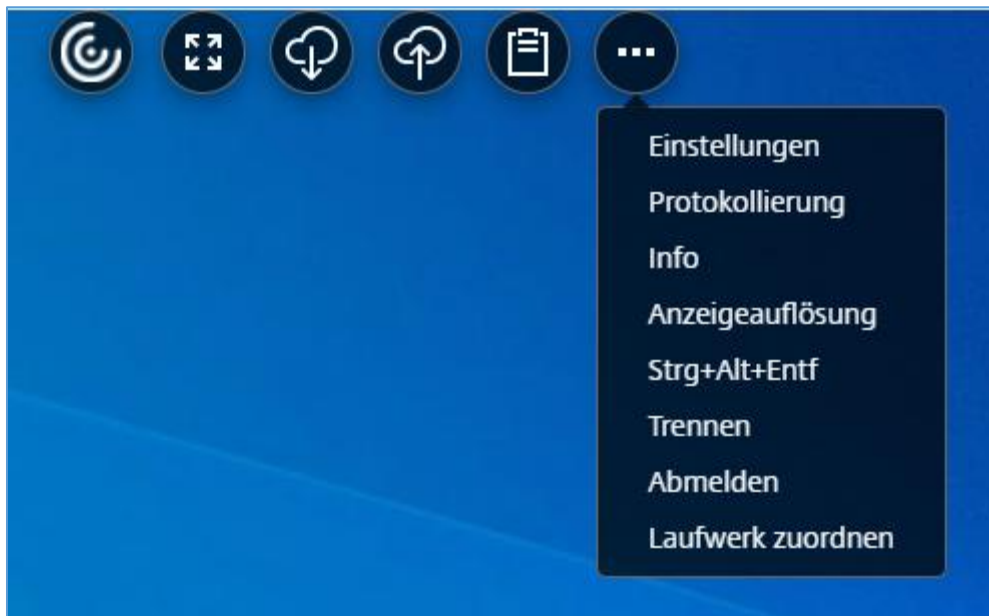 Einstellungen
Protokollierung
Info
Anzeigeauflösung
Strg+Alt+Entf
Trennen
Abmelden
Laufwerk zuordnen